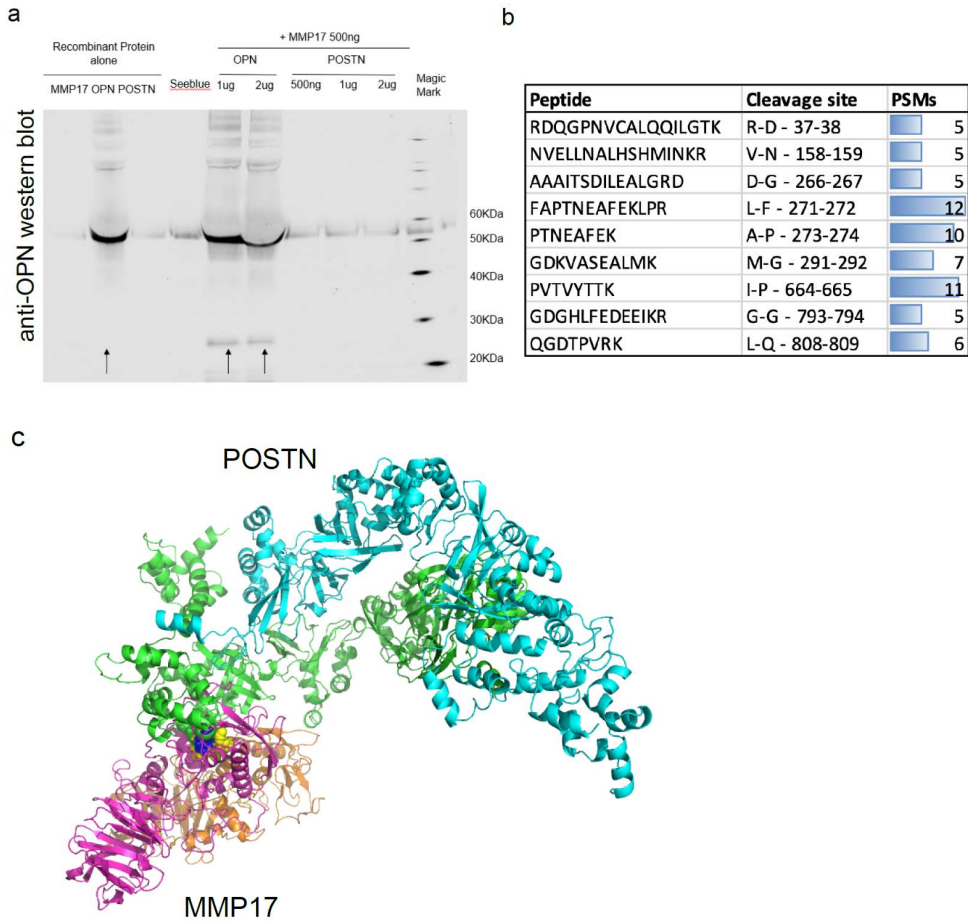 a
+ MMP17 500ng
Recombinant Protein
alone
OPN POSTN
MMP17 OPN POSTN Seeblue 1ug 2ug 500ng 1ug 2ug Magic
Mark
anti-OPN western blot
60KDa
50KDa
40KDa
30KDa
20KDa
b
Peptide Cleavage site PSMs
RDQGPNVCALQQILGTK R-D - 37-38 5
NVELLNALHSHMINKR V-N - 158-159 5
AAAITSDILEALGRD D-G - 266-267 5
FAPTNEAFEKLPR L-F - 271-272 12
PTNEAFEK A-P - 273-274 10
GDKVASEALMK M-G - 291-292 7
PVTVYTTK I-P - 664-665 11
GDGHLFEDEEIKR G-G - 793-794 5
QGDTPVRK L-Q - 808-809 6
c
POSTN
MMP17